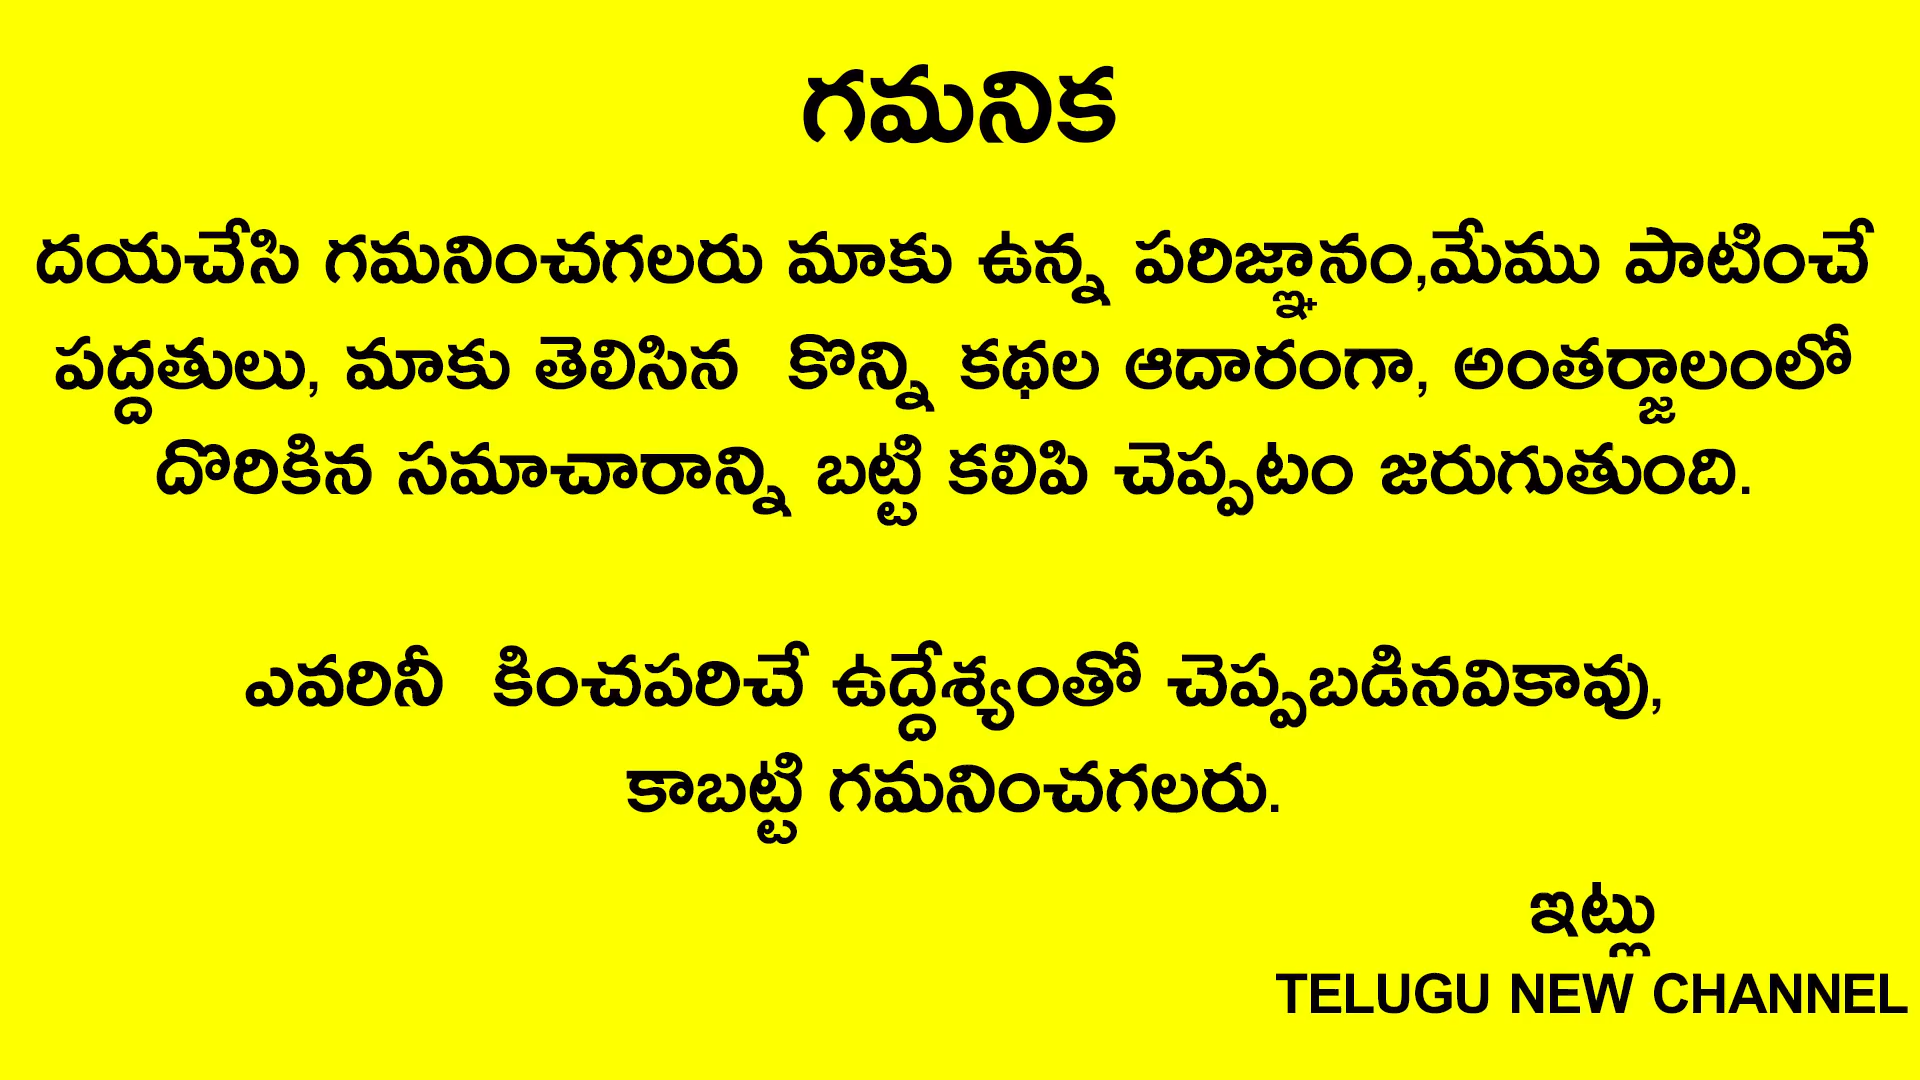 గమనిక
దయచేసి గమనించగలరు మాకు ఉన్న పరిజ్ఞానం,మేము పాటించే
పద్దతులు, మాకు తెలిసిన కొన్ని కథల ఆదారంగా, అంతర్జాలంలో
దొరికిన సమాచారాన్ని బట్టి కలిపి చెప్పటం జరుగుతుంది.
ఎవరినీ కించపరిచే ఉద్దేశ్యంతో చెప్పబడినవికావు,
కాబట్టి గమనించగలరు.
ఇట్లు
TELUGU NEW CHANNEL